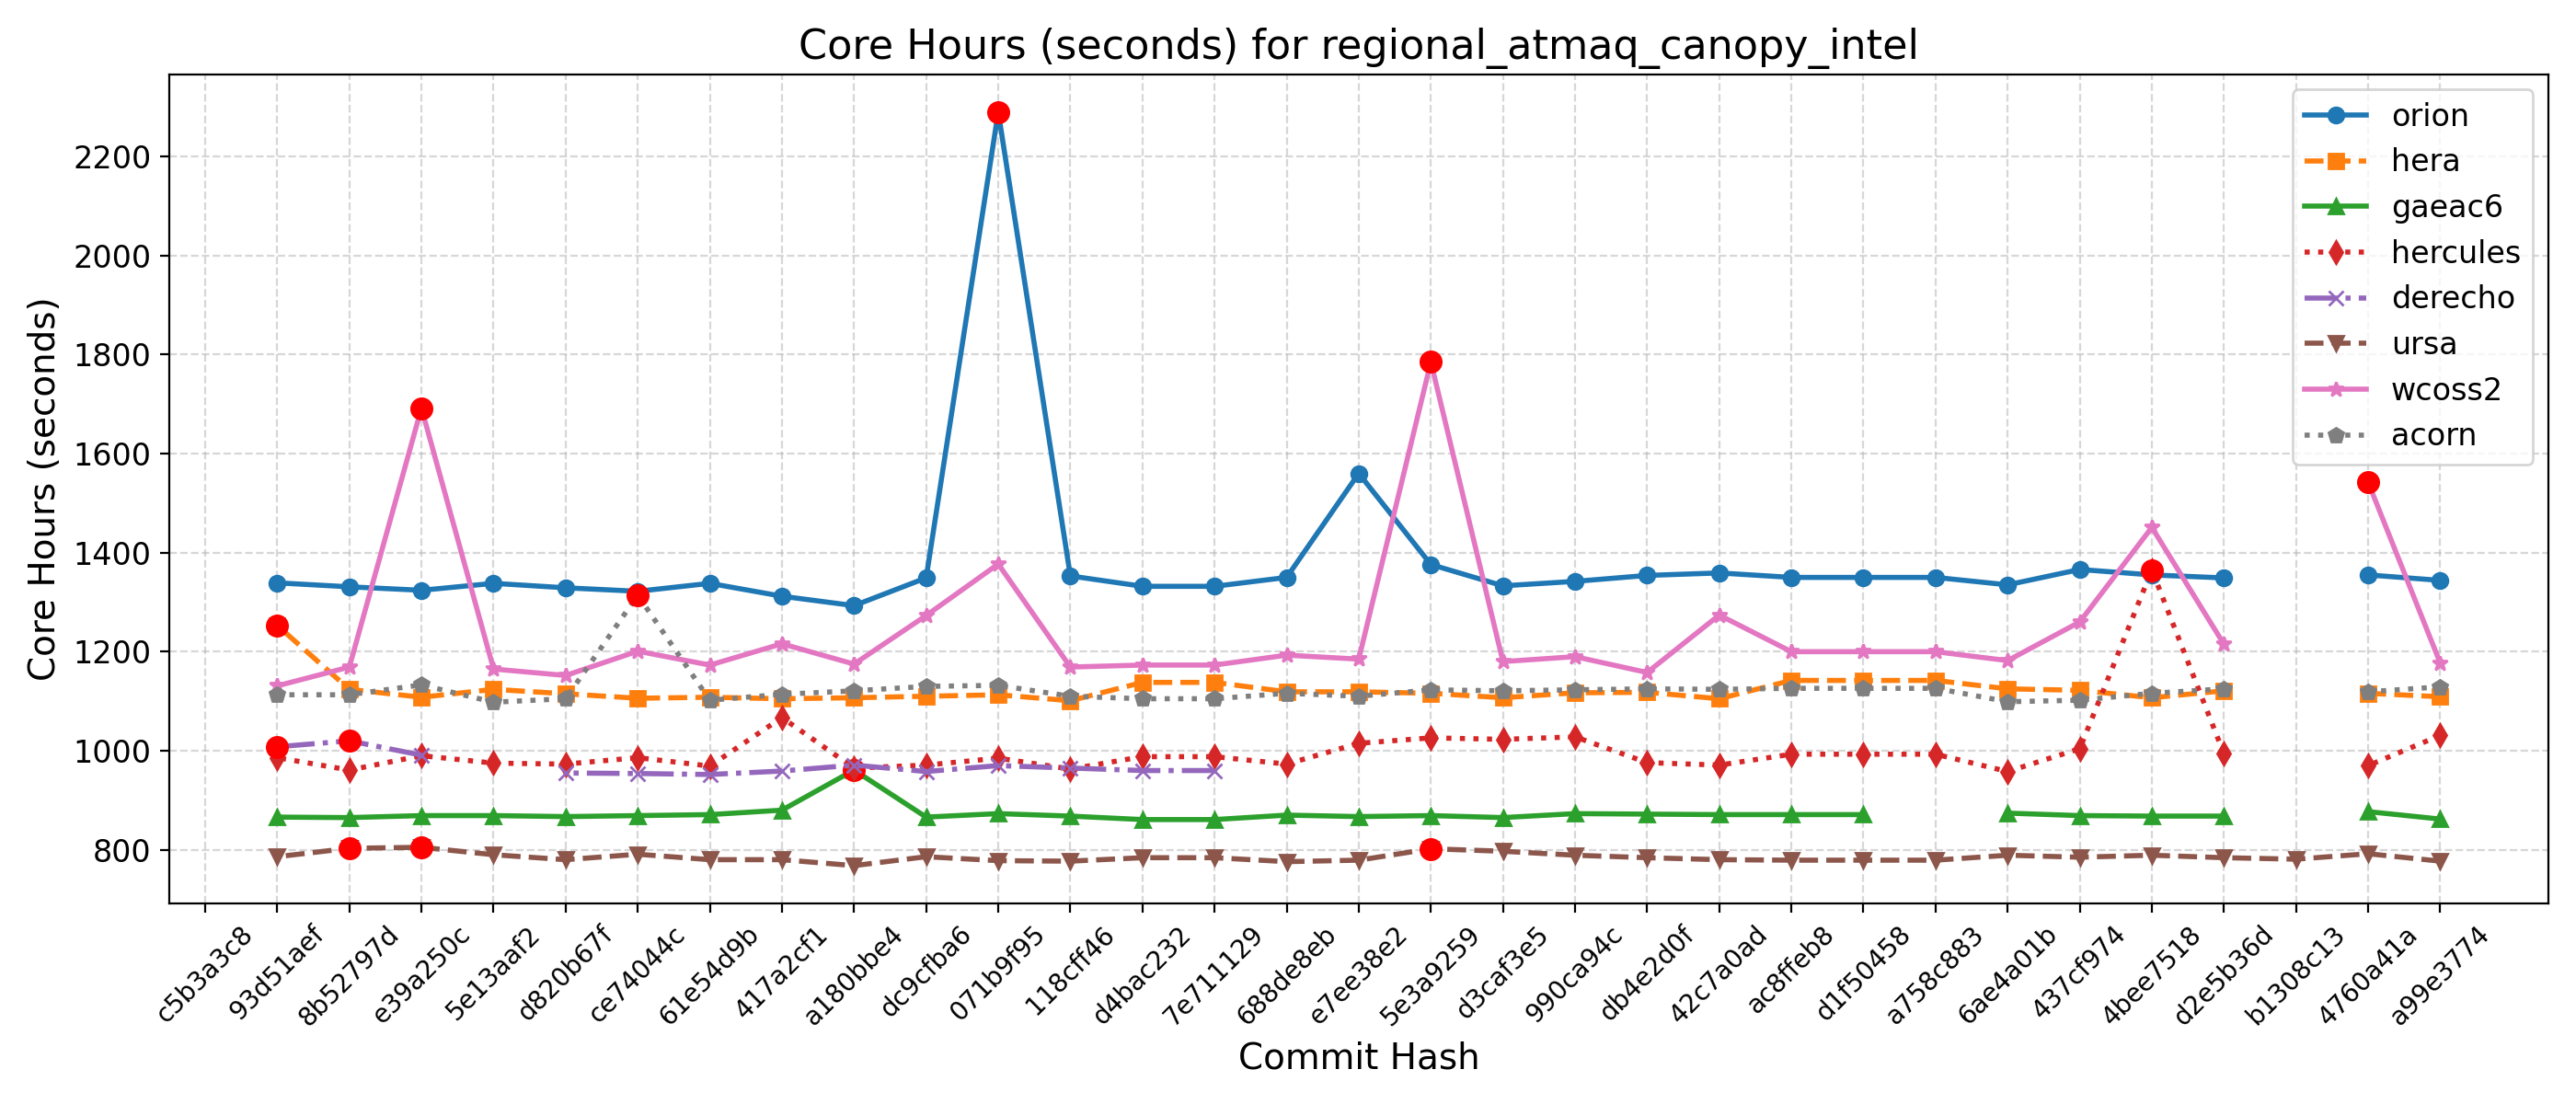 Core Hours (seconds) for regional_atmaq_canopy_intel
Core Hours (seconds)
2200
2000
1800
1600
1400
1200
1000
800
orion
hera
gaeac6
hercules
derecho
ursa
wcoss2
acorn
c5b3a3c8
93d51aef
8b52797d
e39a250c
5e13aaf2
d820b67f
ce74044c
61e54d9b
417a2cf1
a180bbe4
dc9cfba6
071b9f95
118cff46
d4bac232
7e711129
688de8eb
e7ee38e2
5e3a9259
d3caf3e5
990ca94c
db4e2d0f
42c7a0ad
ac8ffeb8
d1f50458
a758c883
6ae4a01b
437cf974
4bee7518
d2e5b36d
b1308c13
4760a41a
a99e3774
Commit Hash